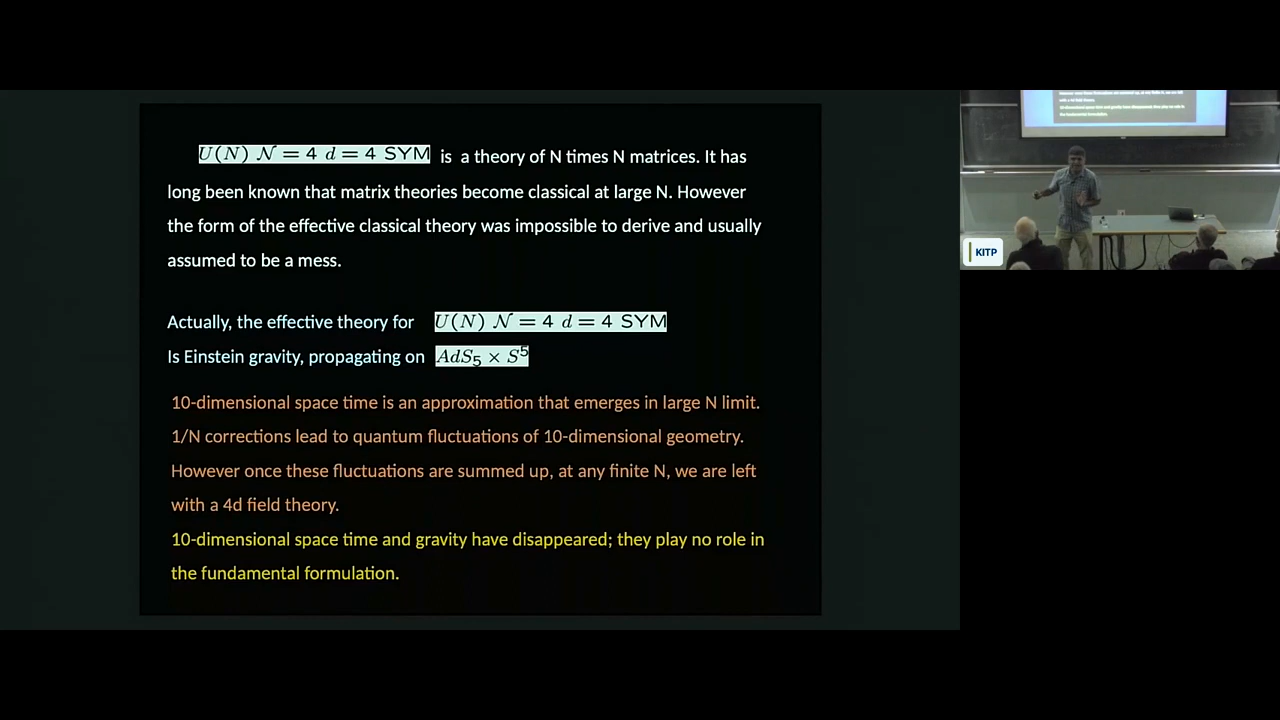 U(N) 𝒩 = 4 d = 4 SYM is a theory of N times N matrices. It has
long been known that matrix theories become classical at large N. However
the form of the effective classical theory was impossible to derive and usually
assumed to be a mess.
Actually, the effective theory for U(N) 𝒩 = 4 d = 4 SYM
Is Einstein gravity, propagating on AdS₅ × S⁵
10-dimensional space time is an approximation that emerges in large N limit.
1/N corrections lead to quantum fluctuations of 10-dimensional geometry.
However once these fluctuations are summed up, at any finite N, we are left
with a 4d field theory.
10-dimensional space time and gravity have disappeared; they play no role in
the fundamental formulation.
KITP